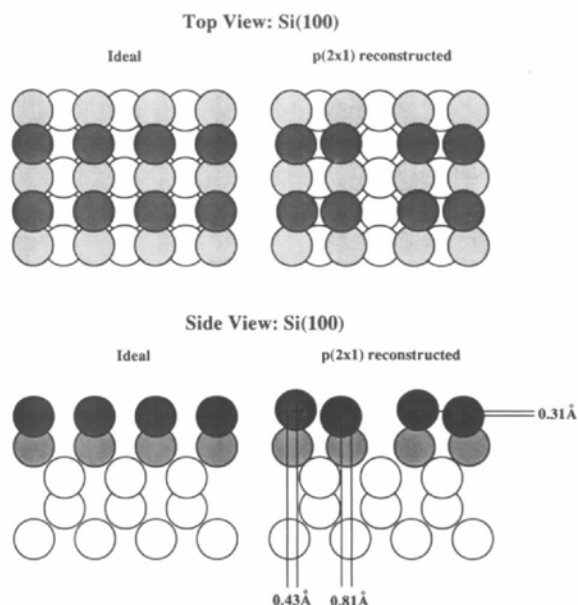 Top View: Si(100)
Ideal
p(2x1) reconstructed
Side View: Si(100)
Ideal
p(2x1) reconstructed
0.31Å
0.43Å
0.81Å